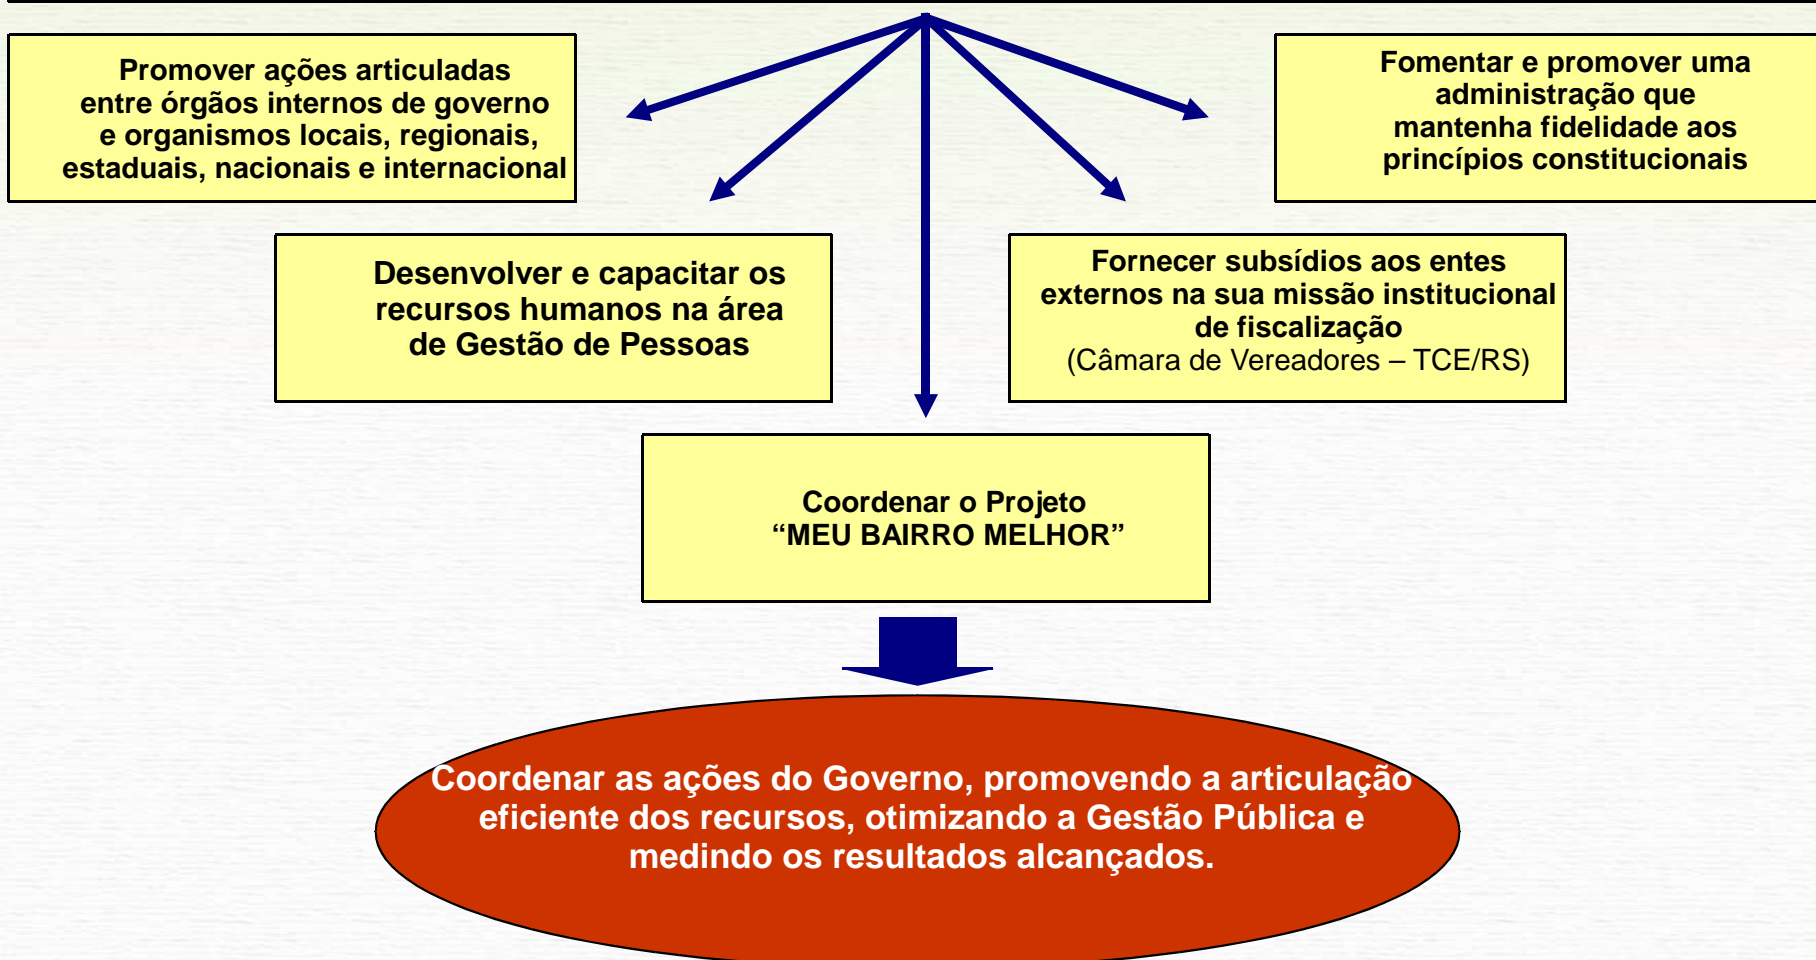 Promover ações articuladas
entre órgãos internos de governo
e organismos locais, regionais,
estaduais, nacionais e internacional
Fomentar e promover uma
administração que
mantenha fidelidade aos
princípios constitucionais
Desenvolver e capacitar os
recursos humanos na área
de Gestão de Pessoas
Fornecer subsídios aos entes
externos na sua missão institucional
de fiscalização
(Câmara de Vereadores – TCE/RS)
Coordenar o Projeto
“MEU BAIRRO MELHOR”
Coordenar as ações do Governo, promovendo a articulação
eficiente dos recursos, otimizando a Gestão Pública e
medindo os resultados alcançados.